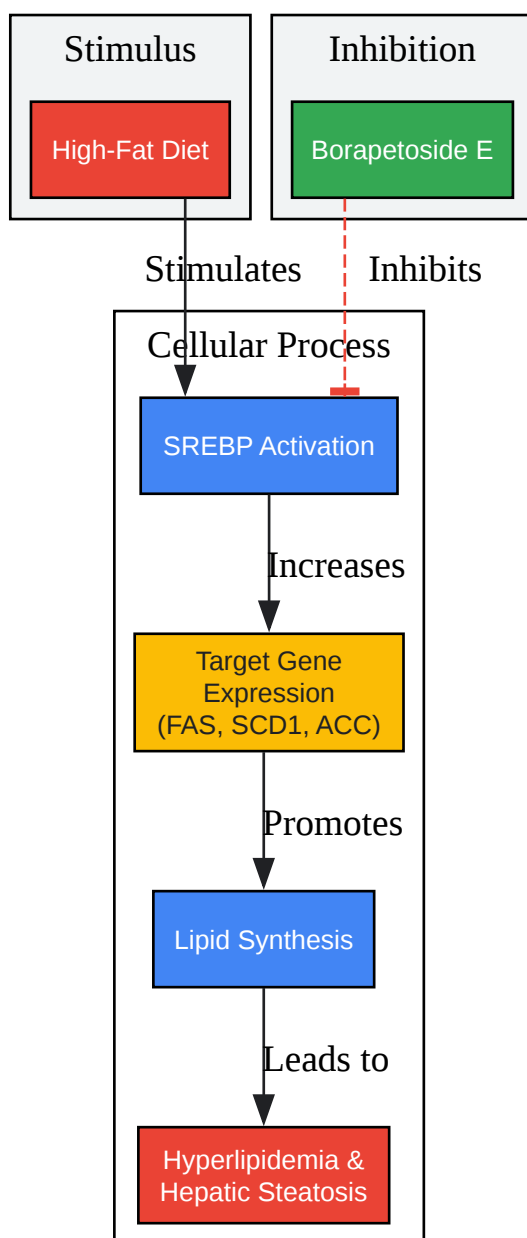 Stimulus
Inhibition
High-Fat Diet
Borapetoside E
Stimulates
Inhibits
Cellular Process
SREBP Activation
Increases
Target Gene
Expression
(FAS, SCD1, ACC)
Promotes
Lipid Synthesis
Leads to
Hyperlipidemia &
Hepatic Steatosis